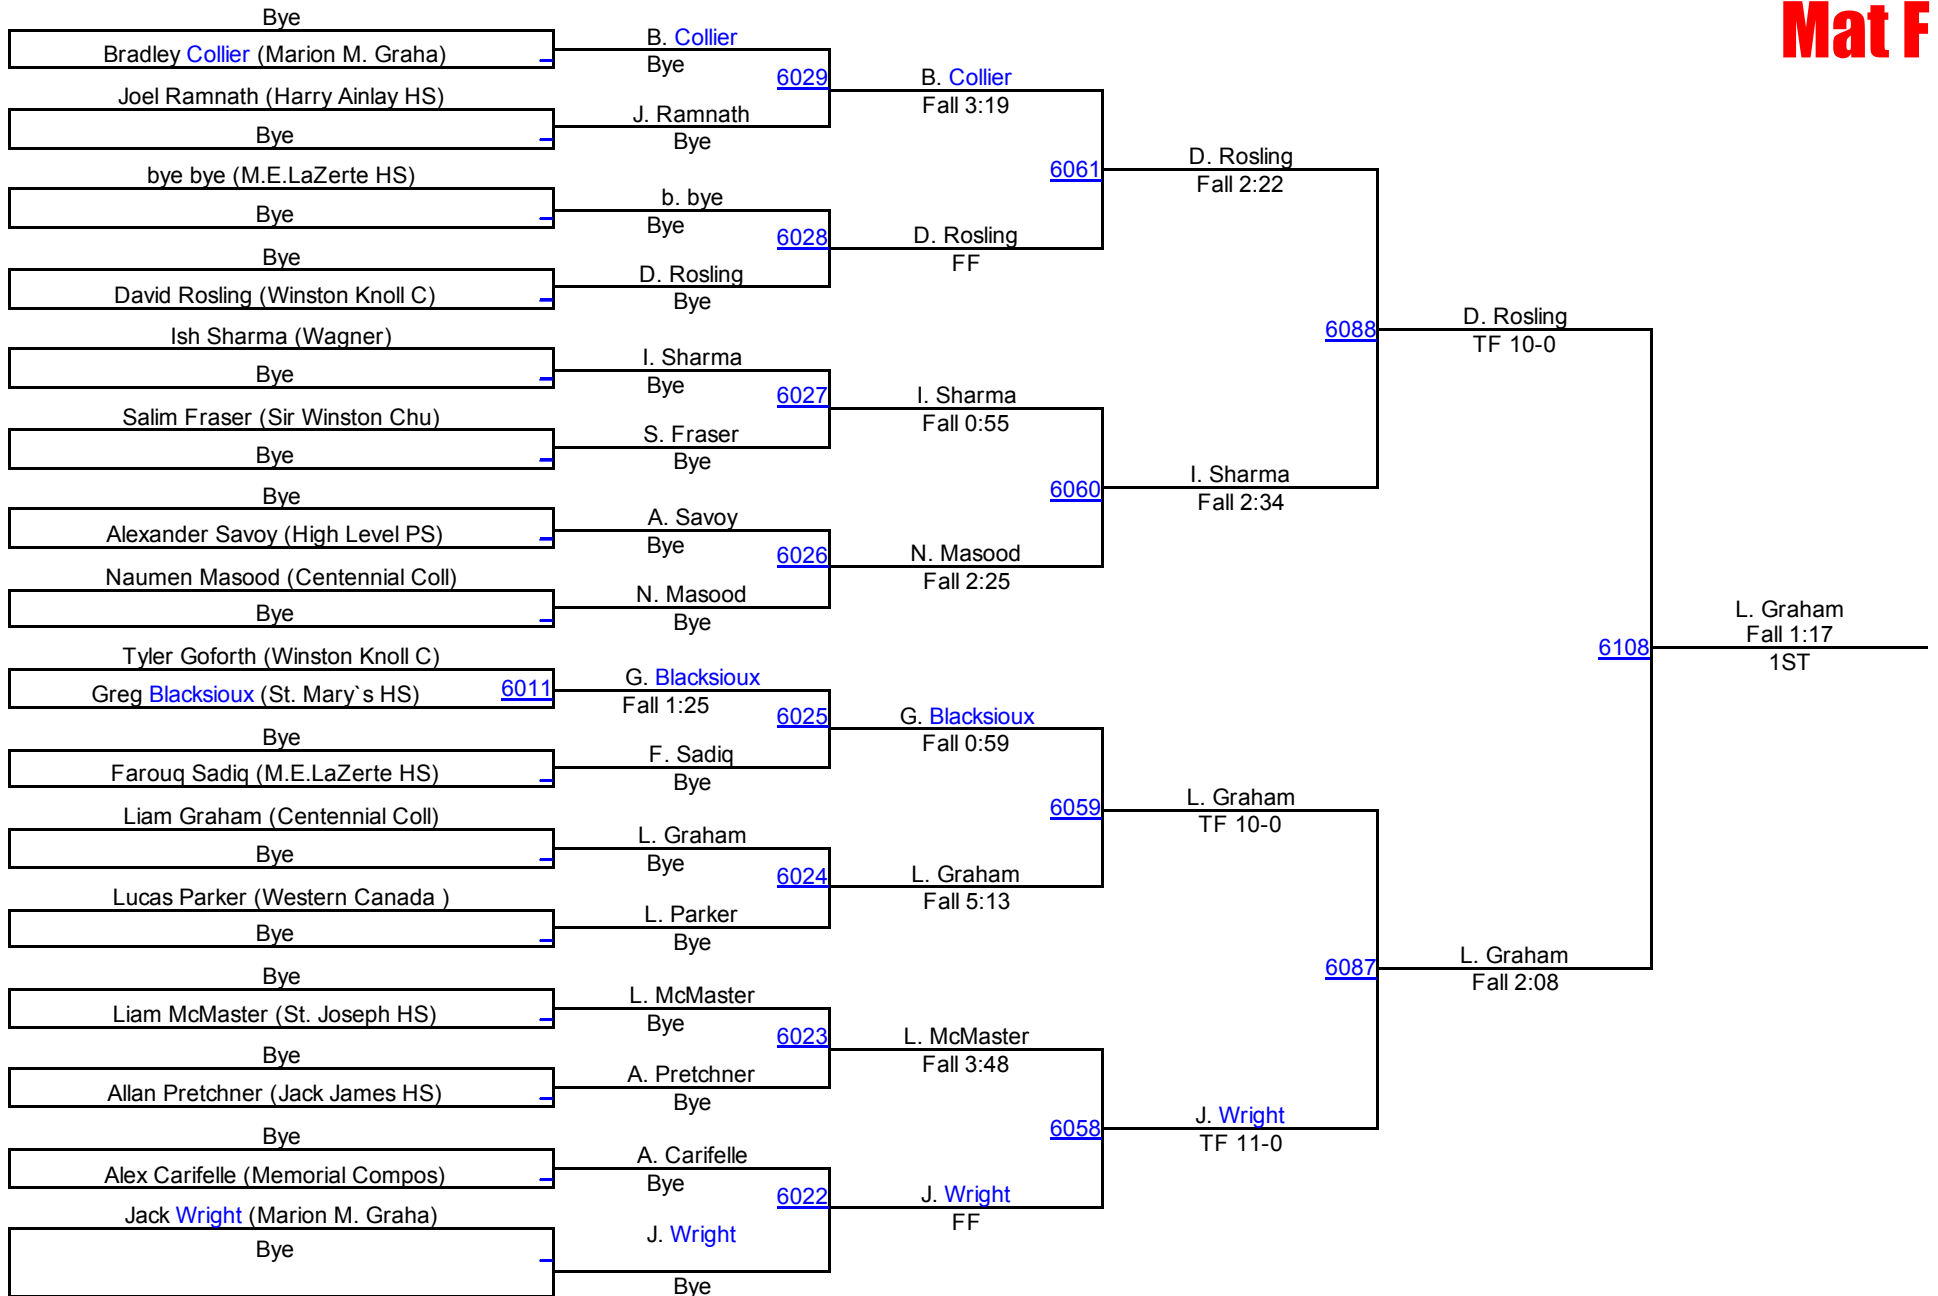 Mat F
Bye
Bradley Collier (Marion M. Graha)
Joel Ramnath (Harry Ainlay HS)
Bye
bye bye (M.E.LaZerte HS)
Bye
Bye
David Rosling (Winston Knoll C)
Ish Sharma (Wagner)
Bye
Salim Fraser (Sir Winston Chu)
Bye
Bye
Alexander Savoy (High Level PS)
Naumen Masood (Centennial Coll)
Bye
Tyler Goforth (Winston Knoll C)
Greg Blacksioux (St. Mary`s HS)
6011
Bye
Farouq Sadiq (M.E.LaZerte HS)
Liam Graham (Centennial Coll)
Bye
Lucas Parker (Western Canada )
Bye
Bye
Liam McMaster (St. Joseph HS)
Bye
Allan Pretchner (Jack James HS)
Bye
Alex Carifelle (Memorial Compos)
Jack Wright (Marion M. Graha)
Bye
B. Collier
Bye
6029
J. Ramnath
Bye
b. bye
Bye
6028
D. Rosling
Bye
I. Sharma
Bye
6027
S. Fraser
Bye
A. Savoy
Bye
6026
N. Masood
Bye
G. Blacksioux
Fall 1:25
6025
F. Sadiq
Bye
L. Graham
Bye
6024
L. Parker
Bye
L. McMaster
Bye
6023
A. Pretchner
Bye
A. Carifelle
Bye
6022
J. Wright
Bye
B. Collier
Fall 3:19
6061
D. Rosling
FF
I. Sharma
Fall 0:55
6060
N. Masood
Fall 2:25
G. Blacksioux
Fall 0:59
6059
L. Graham
Fall 5:13
L. McMaster
Fall 3:48
6058
J. Wright
FF
D. Rosling
Fall 2:22
6088
I. Sharma
Fall 2:34
L. Graham
TF 10-0
6087
J. Wright
TF 11-0
D. Rosling
TF 10-0
6108
L. Graham
Fall 2:08
L. Graham
Fall 1:17
1ST